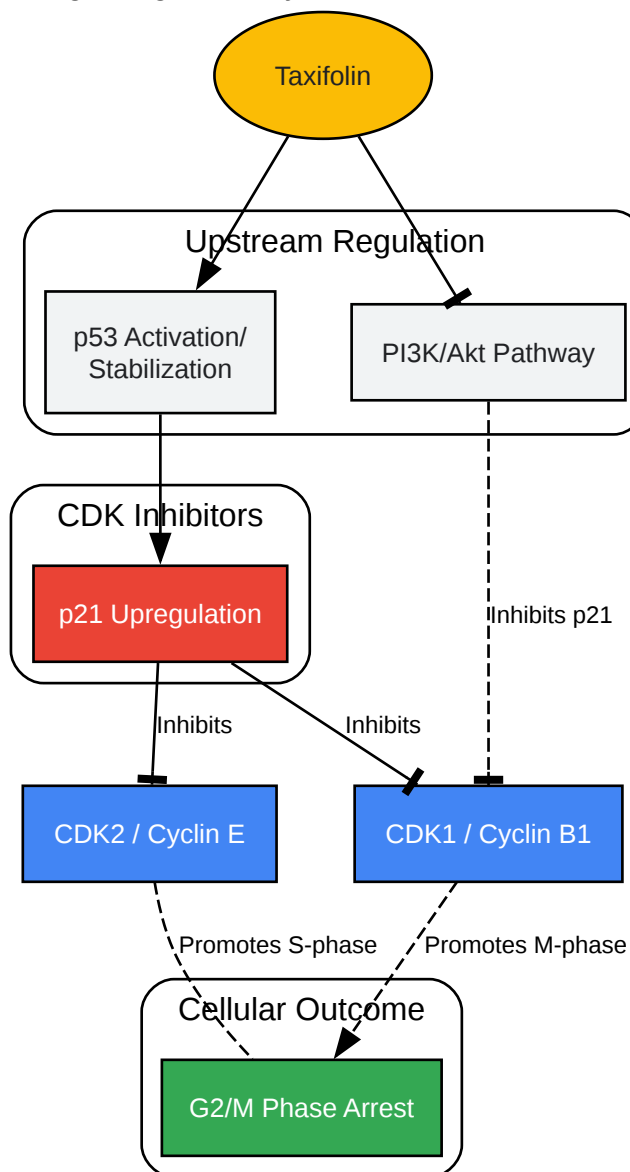 Taxifolin
Upstream Regulation
p53 Activation/
Stabilization
PI3K/Akt Pathway
CDK Inhibitors
p21 Upregulation
Inhibits p21
Inhibits
Inhibits
CDK2 / Cyclin E
CDK1 / Cyclin B1
Promotes S-phase
Promotes M-phase
Cellular Outcome
G2/M Phase Arrest